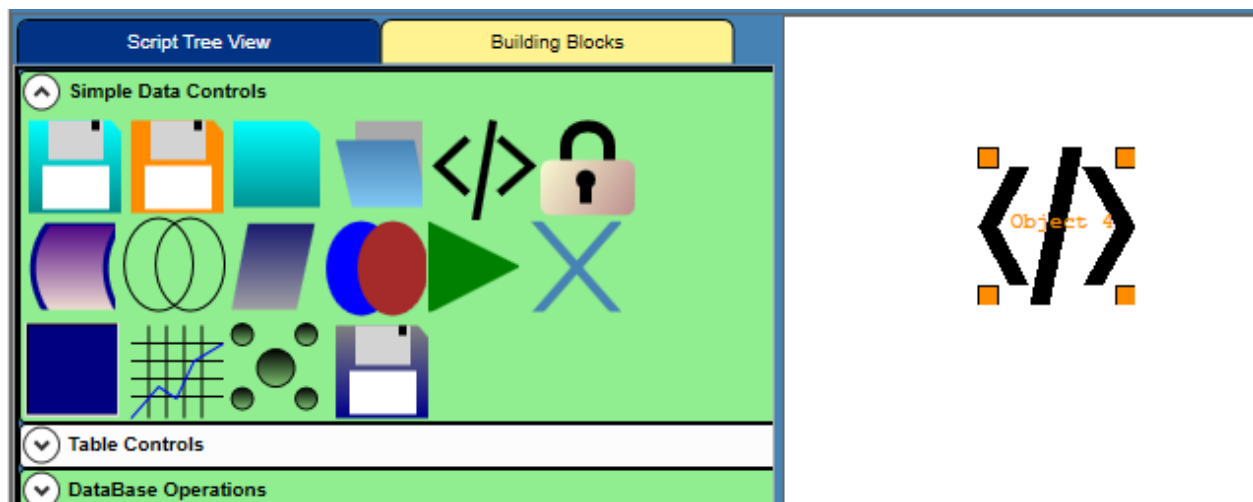 Script Tree View
Building Blocks
Simple Data Controls
Object 4
Table Controls
DataBase Operations